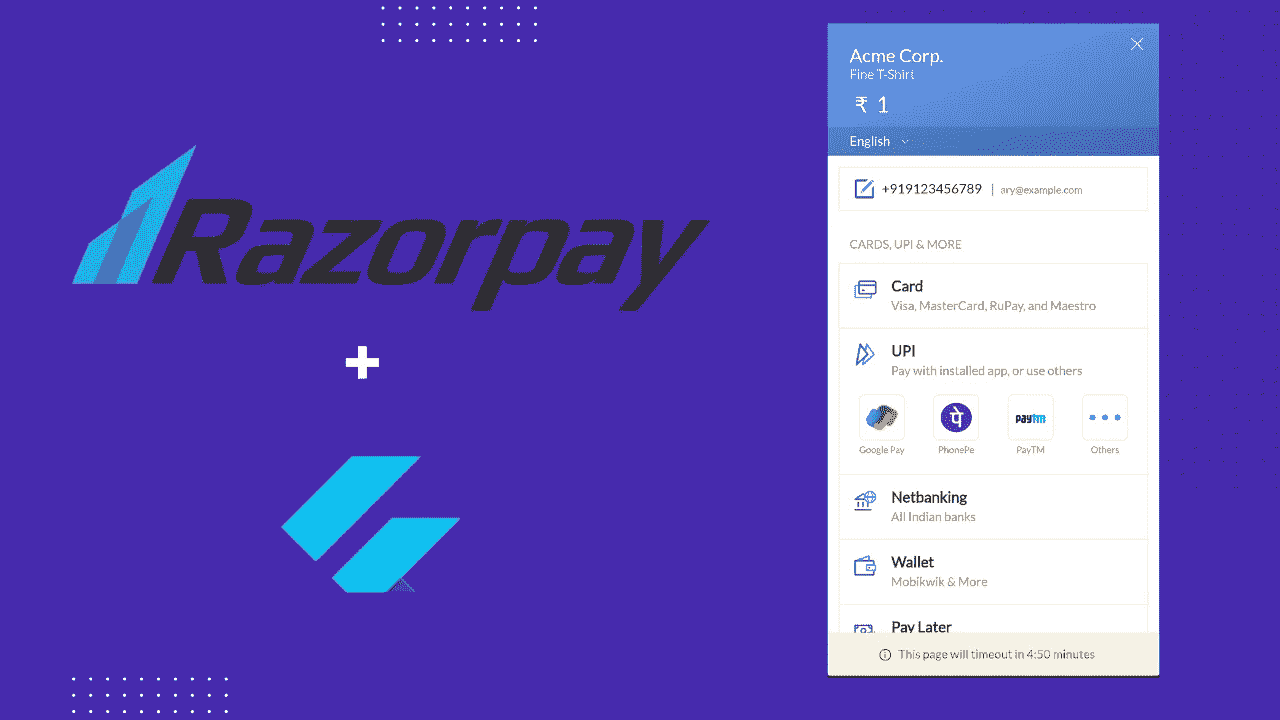 Razorpay
+
Acme Corp.
Fine T-Shirt
₹ 1
English
+919123456789 | ary@example.com
CARDS, UPI & MORE
Card
Visa, MasterCard, RuPay, and Maestro
UPI
Pay with installed app, or use others
पे paytm
Google Pay PhonePe PayTM Others
Netbanking
All Indian banks
Wallet
Mobikwik & More
Pay Later
This page will timeout in 4:50 minutes